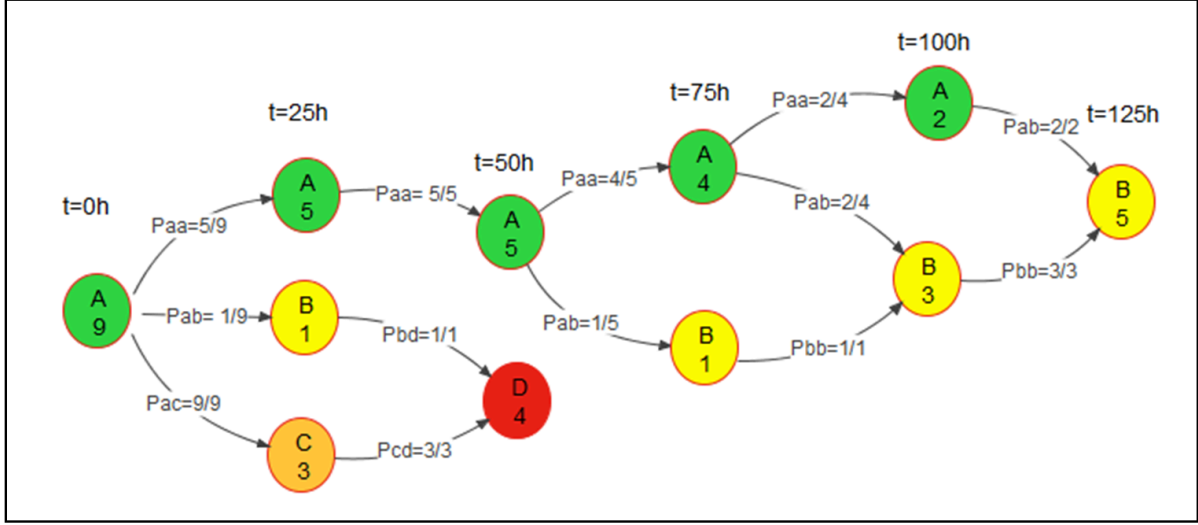 t=0h
A
9
Paa=5/9
Pab= 1/9
Pac=9/9
t=25h
A
5
B
1
C
3
Paa= 5/5
Pbd=1/1
Pcd=3/3
t=50h
A
5
D
4
Paa=4/5
Pab=1/5
t=75h
A
4
B
1
Paa=2/4
Pab=2/4
Pbb=1/1
t=100h
A
2
B
3
Pab=2/2
Pbb=3/3
t=125h
B
5